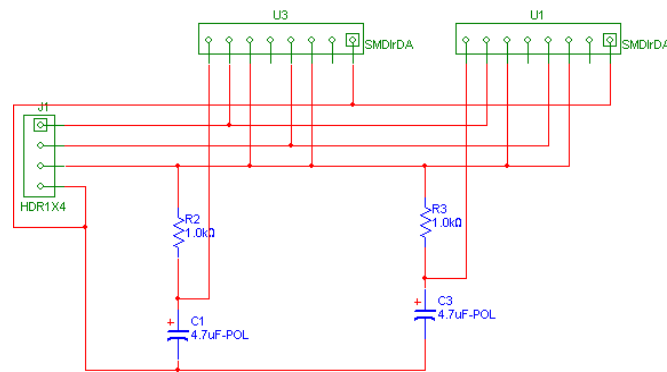 U3
U1
SMDIrDA
SMDIrDA
J1
HDR1X4
R2
1.0kΩ
R3
1.0kΩ
+
C1
4.7uF-POL
+
C3
4.7uF-POL